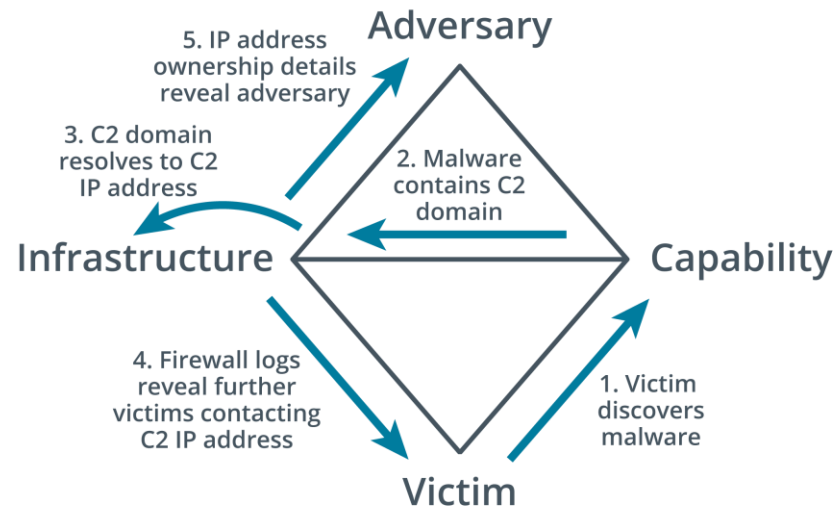 Adversary
5. IP address
ownership details
reveal adversary
3. C2 domain
resolves to C2
IP address
2. Malware
contains C2
domain
Infrastructure
Capability
4. Firewall logs
reveal further
victims contacting
C2 IP address
1. Victim
discovers
malware
Victim